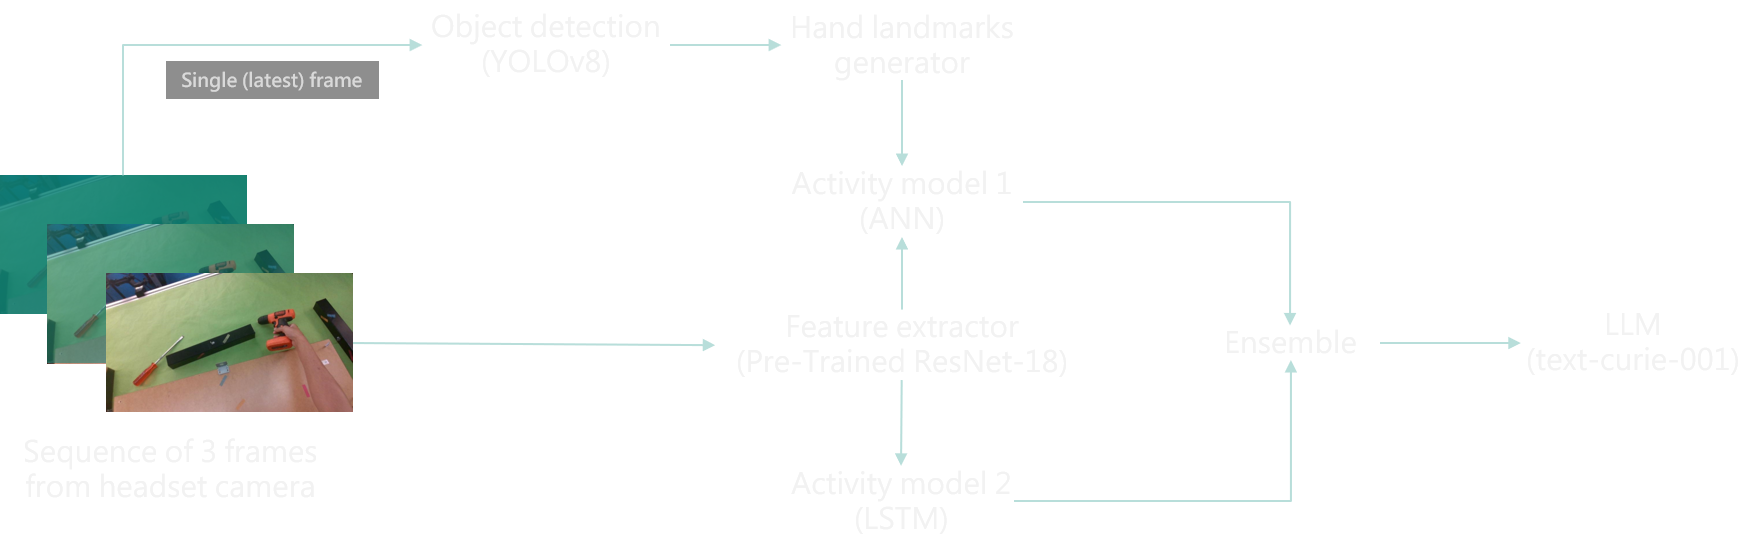 Object detection
(YOLOv8)
Hand landmarks
generator
Single (latest) frame
Activity model 1
(ANN)
Feature extractor
(Pre-Trained ResNet-18)
Ensemble
LLM
(text-curie-001)
Sequence of 3 frames
from headset camera
Activity model 2
(LSTM)